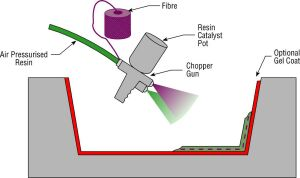 Fibre
Resin
Catalyst
Pot
Air Pressurised
Resin
Chopper
Gun
Optional
Gel Coat